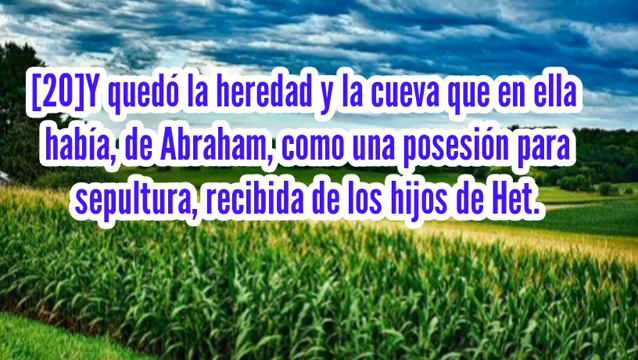 [20]Y quedó la heredad y la cueva que en ella
había, de Abraham, como una posesión para
sepultura, recibida de los hijos de Het.